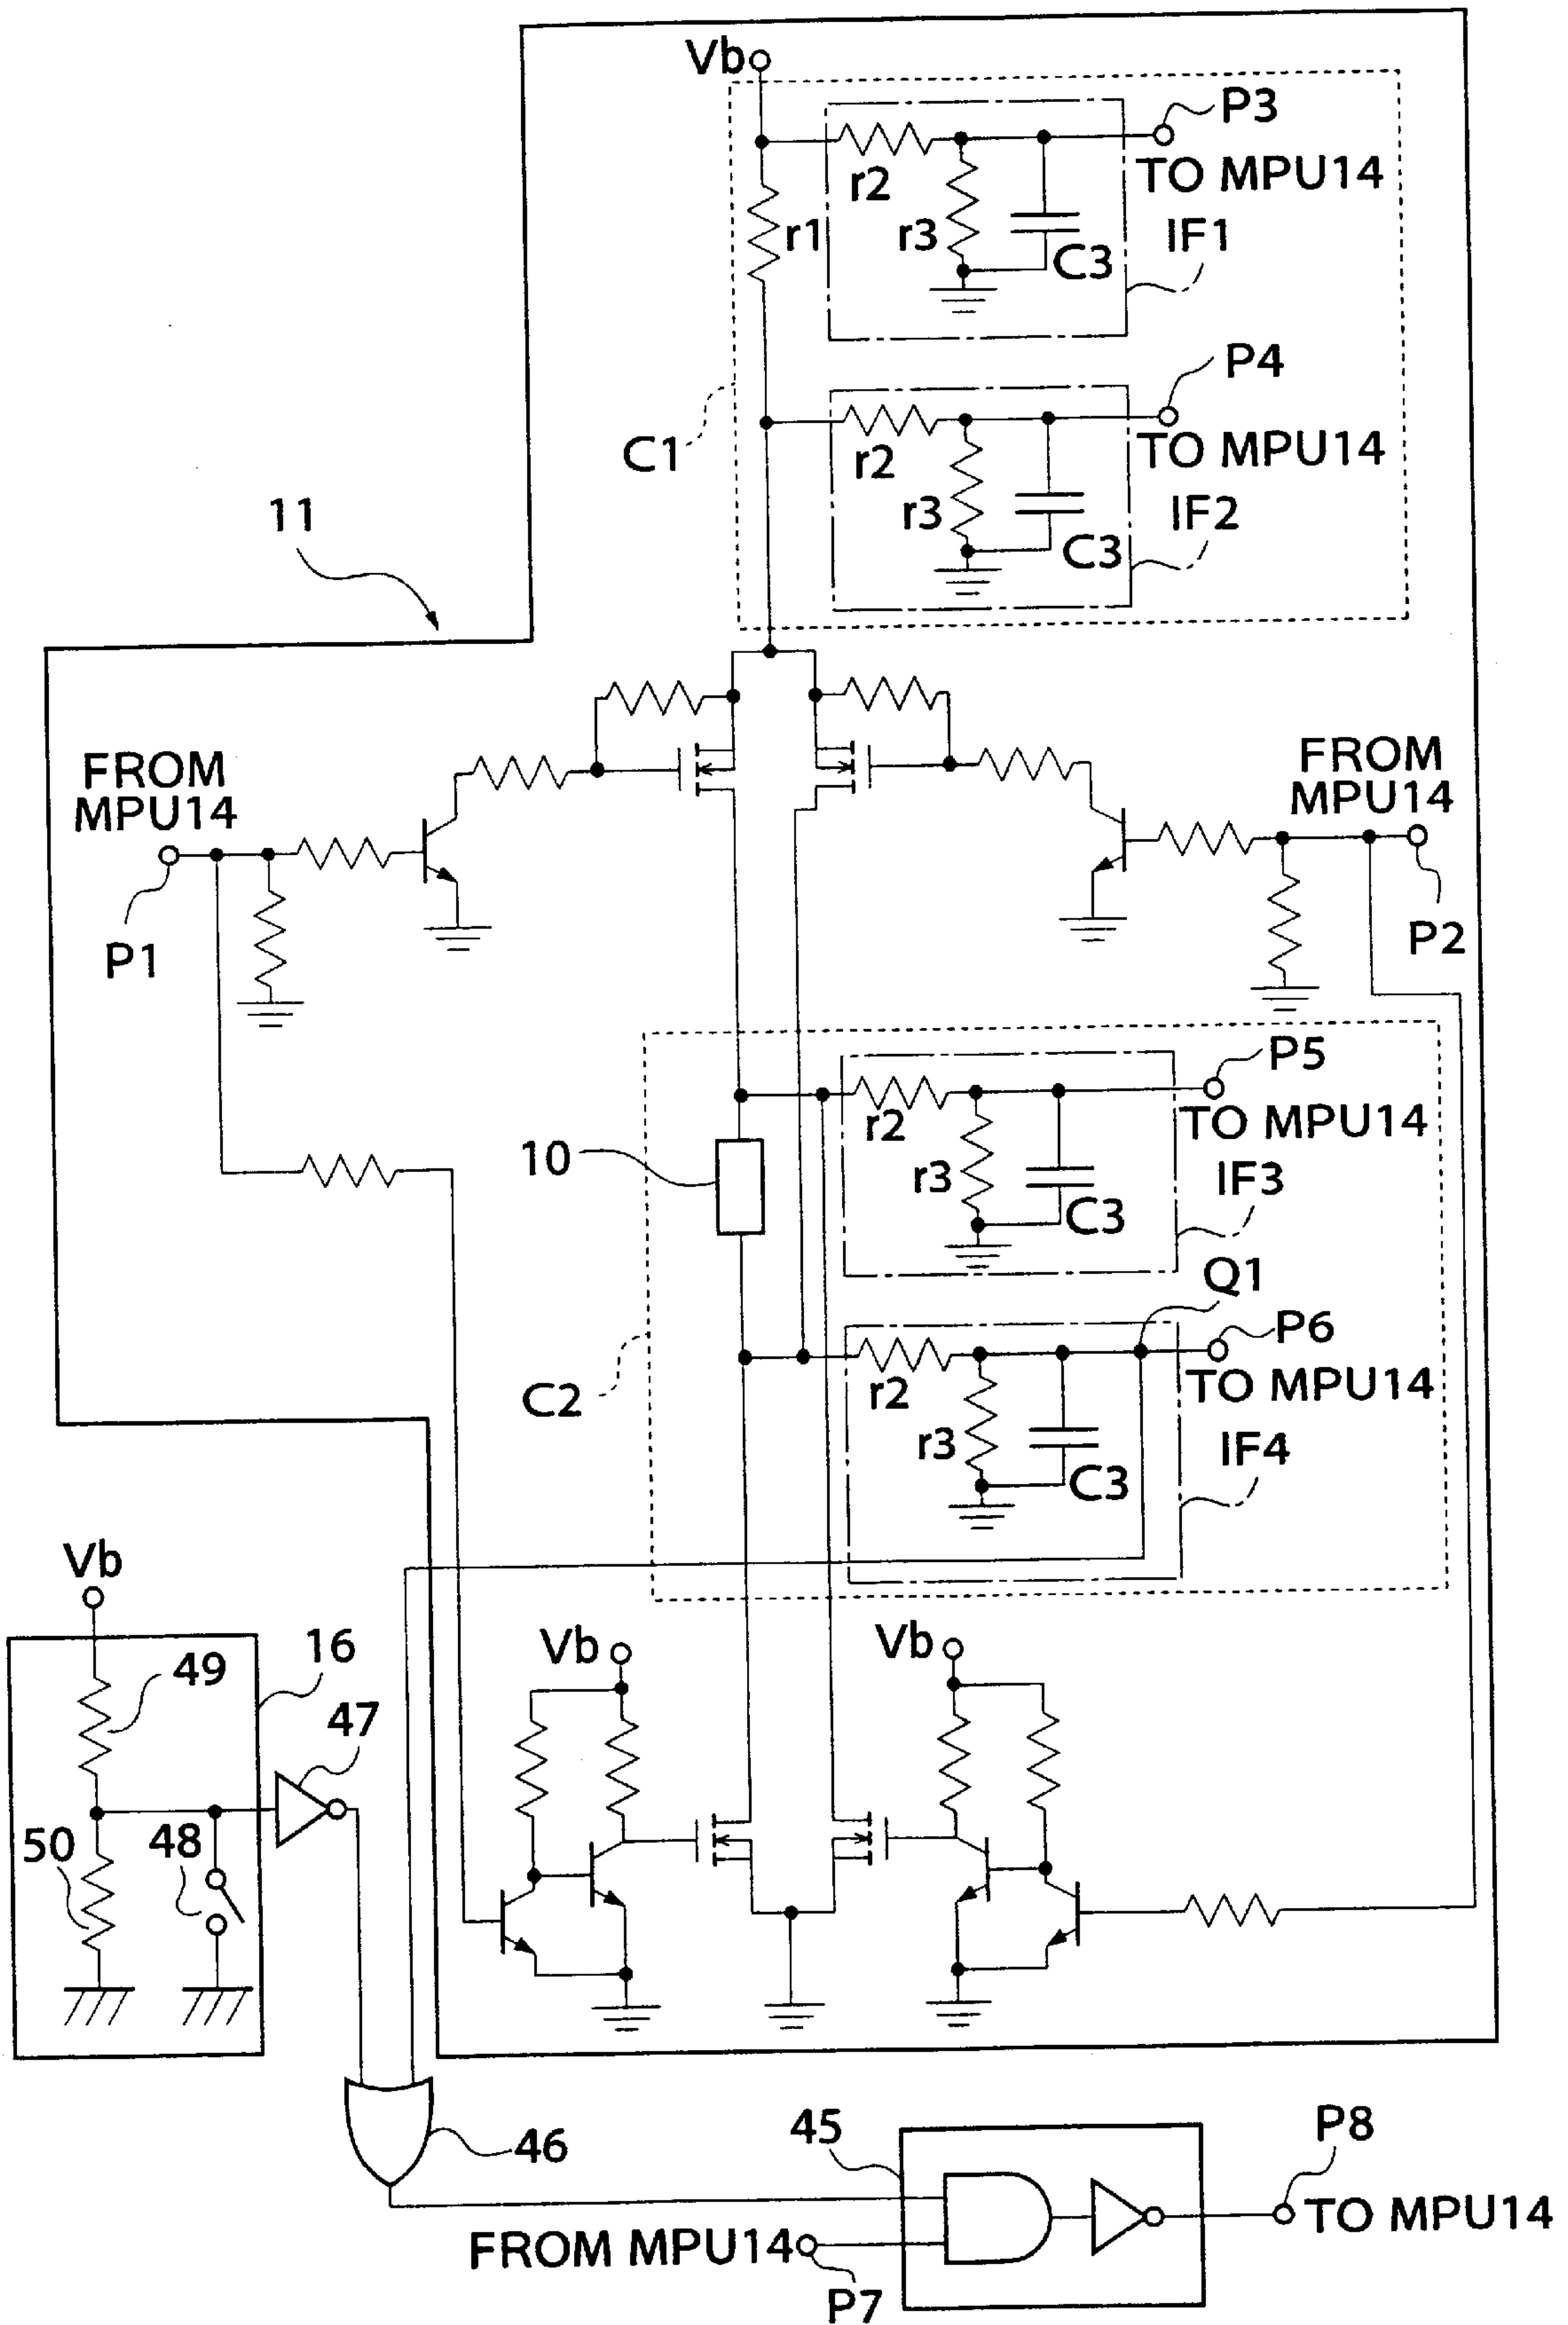 Vb
P3
TO MPU14
r2
r1
r3
C3
IF1
P4
C1
TO MPU14
r2
r3
C3
IF2
11
FROM
MPU14
FROM
MPU14
P1
P2
P5
r2
TO MPU14
10
r3
C3
IF3
Q1
P6
C2
r2
TO MPU14
r3
C3
IF4
Vb
Vb
Vb
16
49
47
50
48
46
45
P8
TO MPU14
FROM MPU14
P7